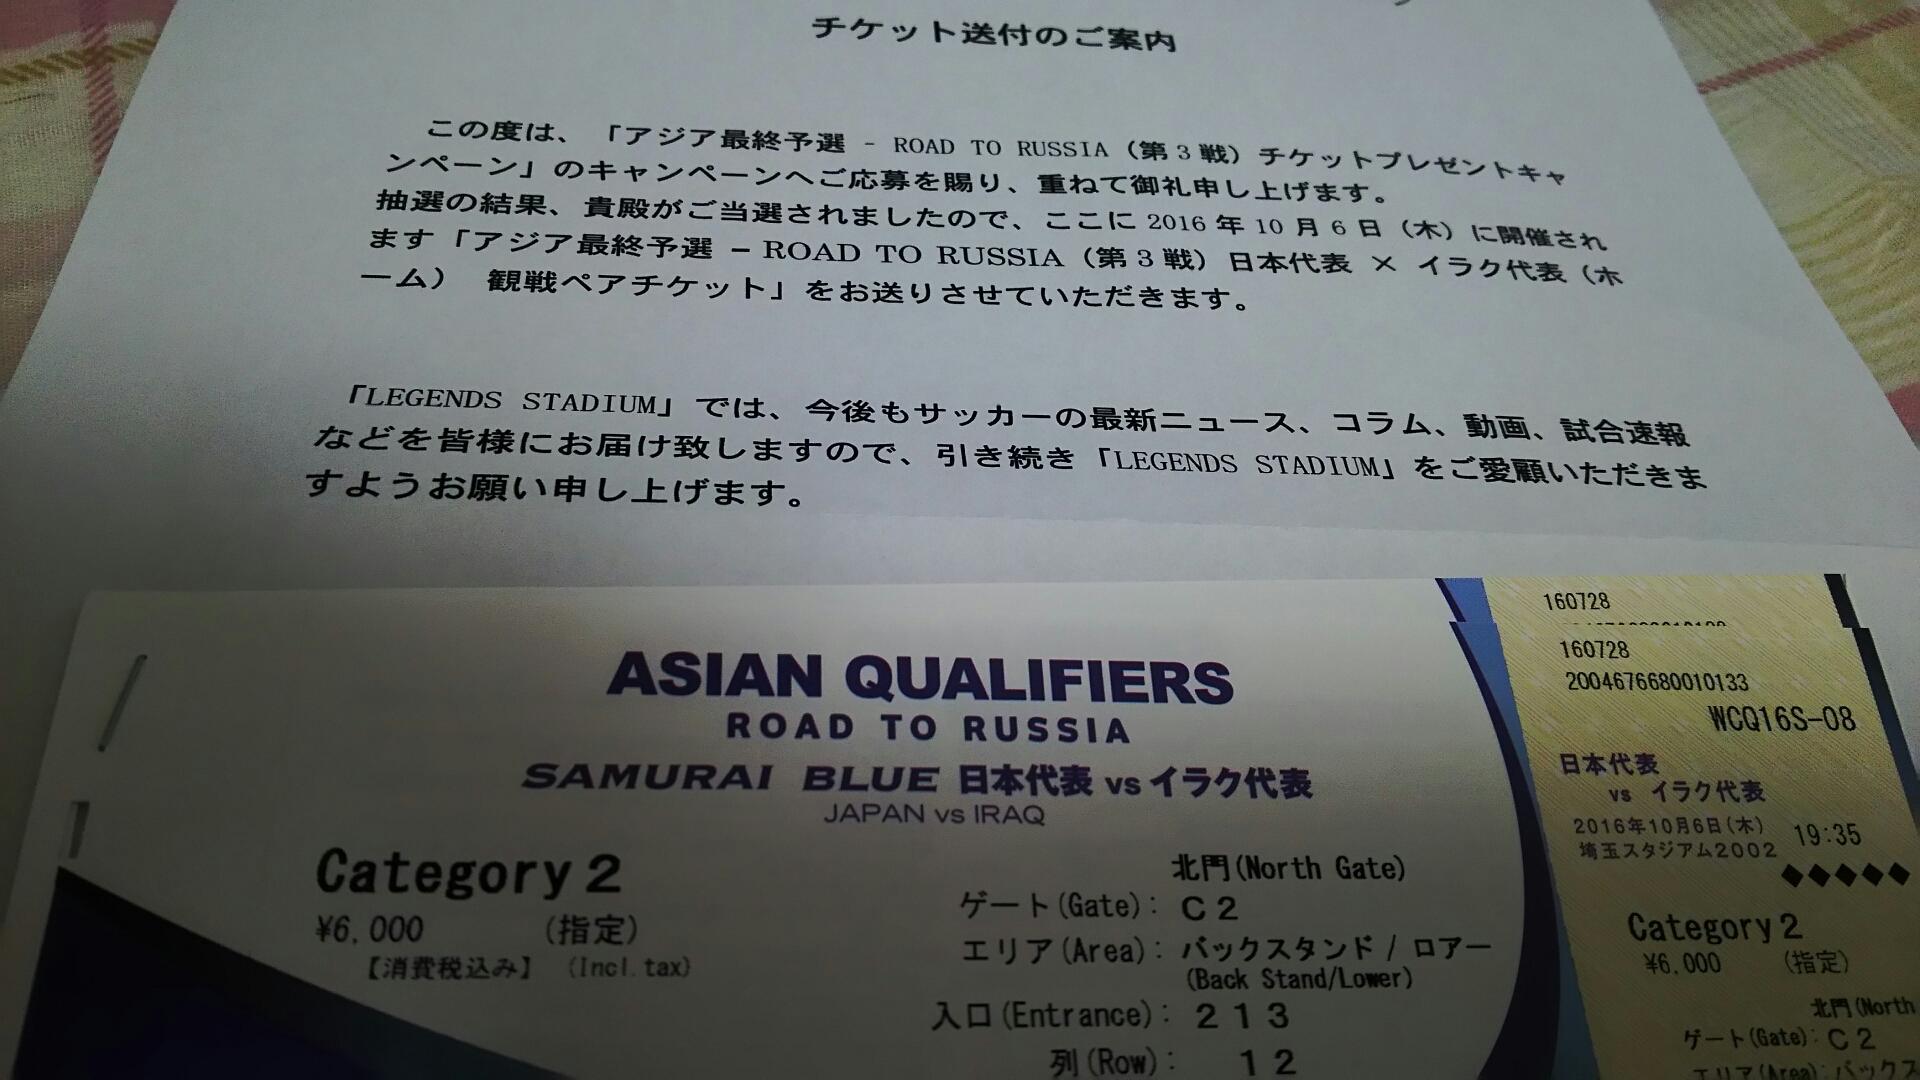 チケット送付のご案内
この度は、「アジア最終予選 - ROAD TO RUSSIA（第3戦）チケットプレゼントキャ
ンペーン」のキャンペーンへご応募を賜り、重ねて御礼申し上げます。
抽選の結果、貴殿がご当選されましたので、ここに 2016 年 10 月 6 日（木）に開催され
ます「アジア最終予選 – ROAD TO RUSSIA（第3戦）日本代表 × イラク代表（ホ
ーム） 観戦ペアチケット」をお送りさせていただきます。
「LEGENDS STADIUM」では、今後もサッカーの最新ニュース、コラム、動画、試合速報
などを皆様にお届け致しますので、引き続き「LEGENDS STADIUM」をご愛顧いただきま
すようお願い申し上げます。
ASIAN QUALIFIERS
ROAD TO RUSSIA
SAMURAI BLUE 日本代表 vs イラク代表
JAPAN vs IRAQ
Category 2
¥6,000 (指定)
【消費税込み】 (Incl.tax)
北門(North Gate)
ゲート(Gate): C2
エリア(Area): バックスタンド / ロアー
(Back Stand/Lower)
入口(Entrance): 213
列(Row): 12
160728
160728
2004676680010133
WCQ16S-08
日本代表
vs イラク代表
2016年10月6日(木) 19:35
埼玉スタジアム2002
◆◆◆◆◆
Category 2
¥6,000 (指定)
北門(North
ゲート(Gate): C2
エリア(Area): バックス